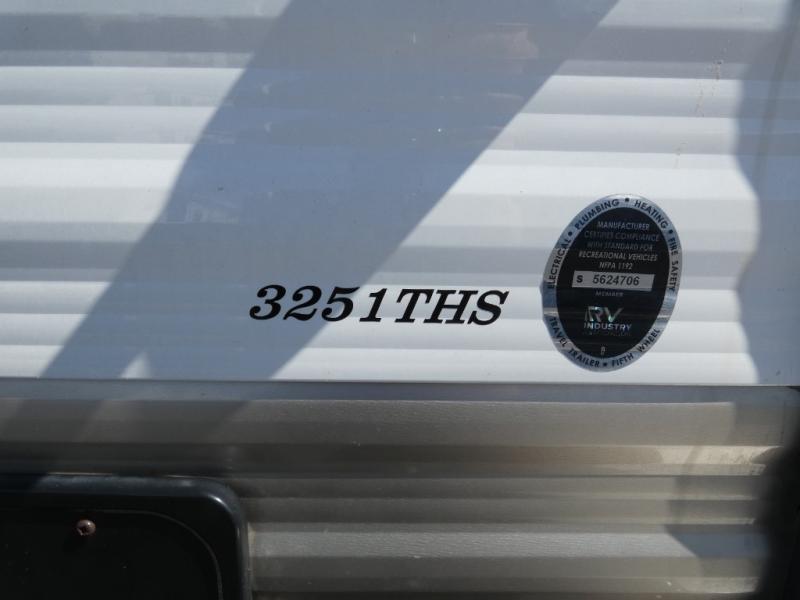 3251THS
ELECTRICAL • PLUMBING • HEATING • FIRE SAFETY
MANUFACTURER
CERTIFIES COMPLIANCE
WITH STANDARD FOR
RECREATIONAL VEHICLES
NFPA 1192
S 5624706
MEMBER
RV
INDUSTRY
ASSOCIATION
TRAVEL TRAILER • FIFTH WHEEL